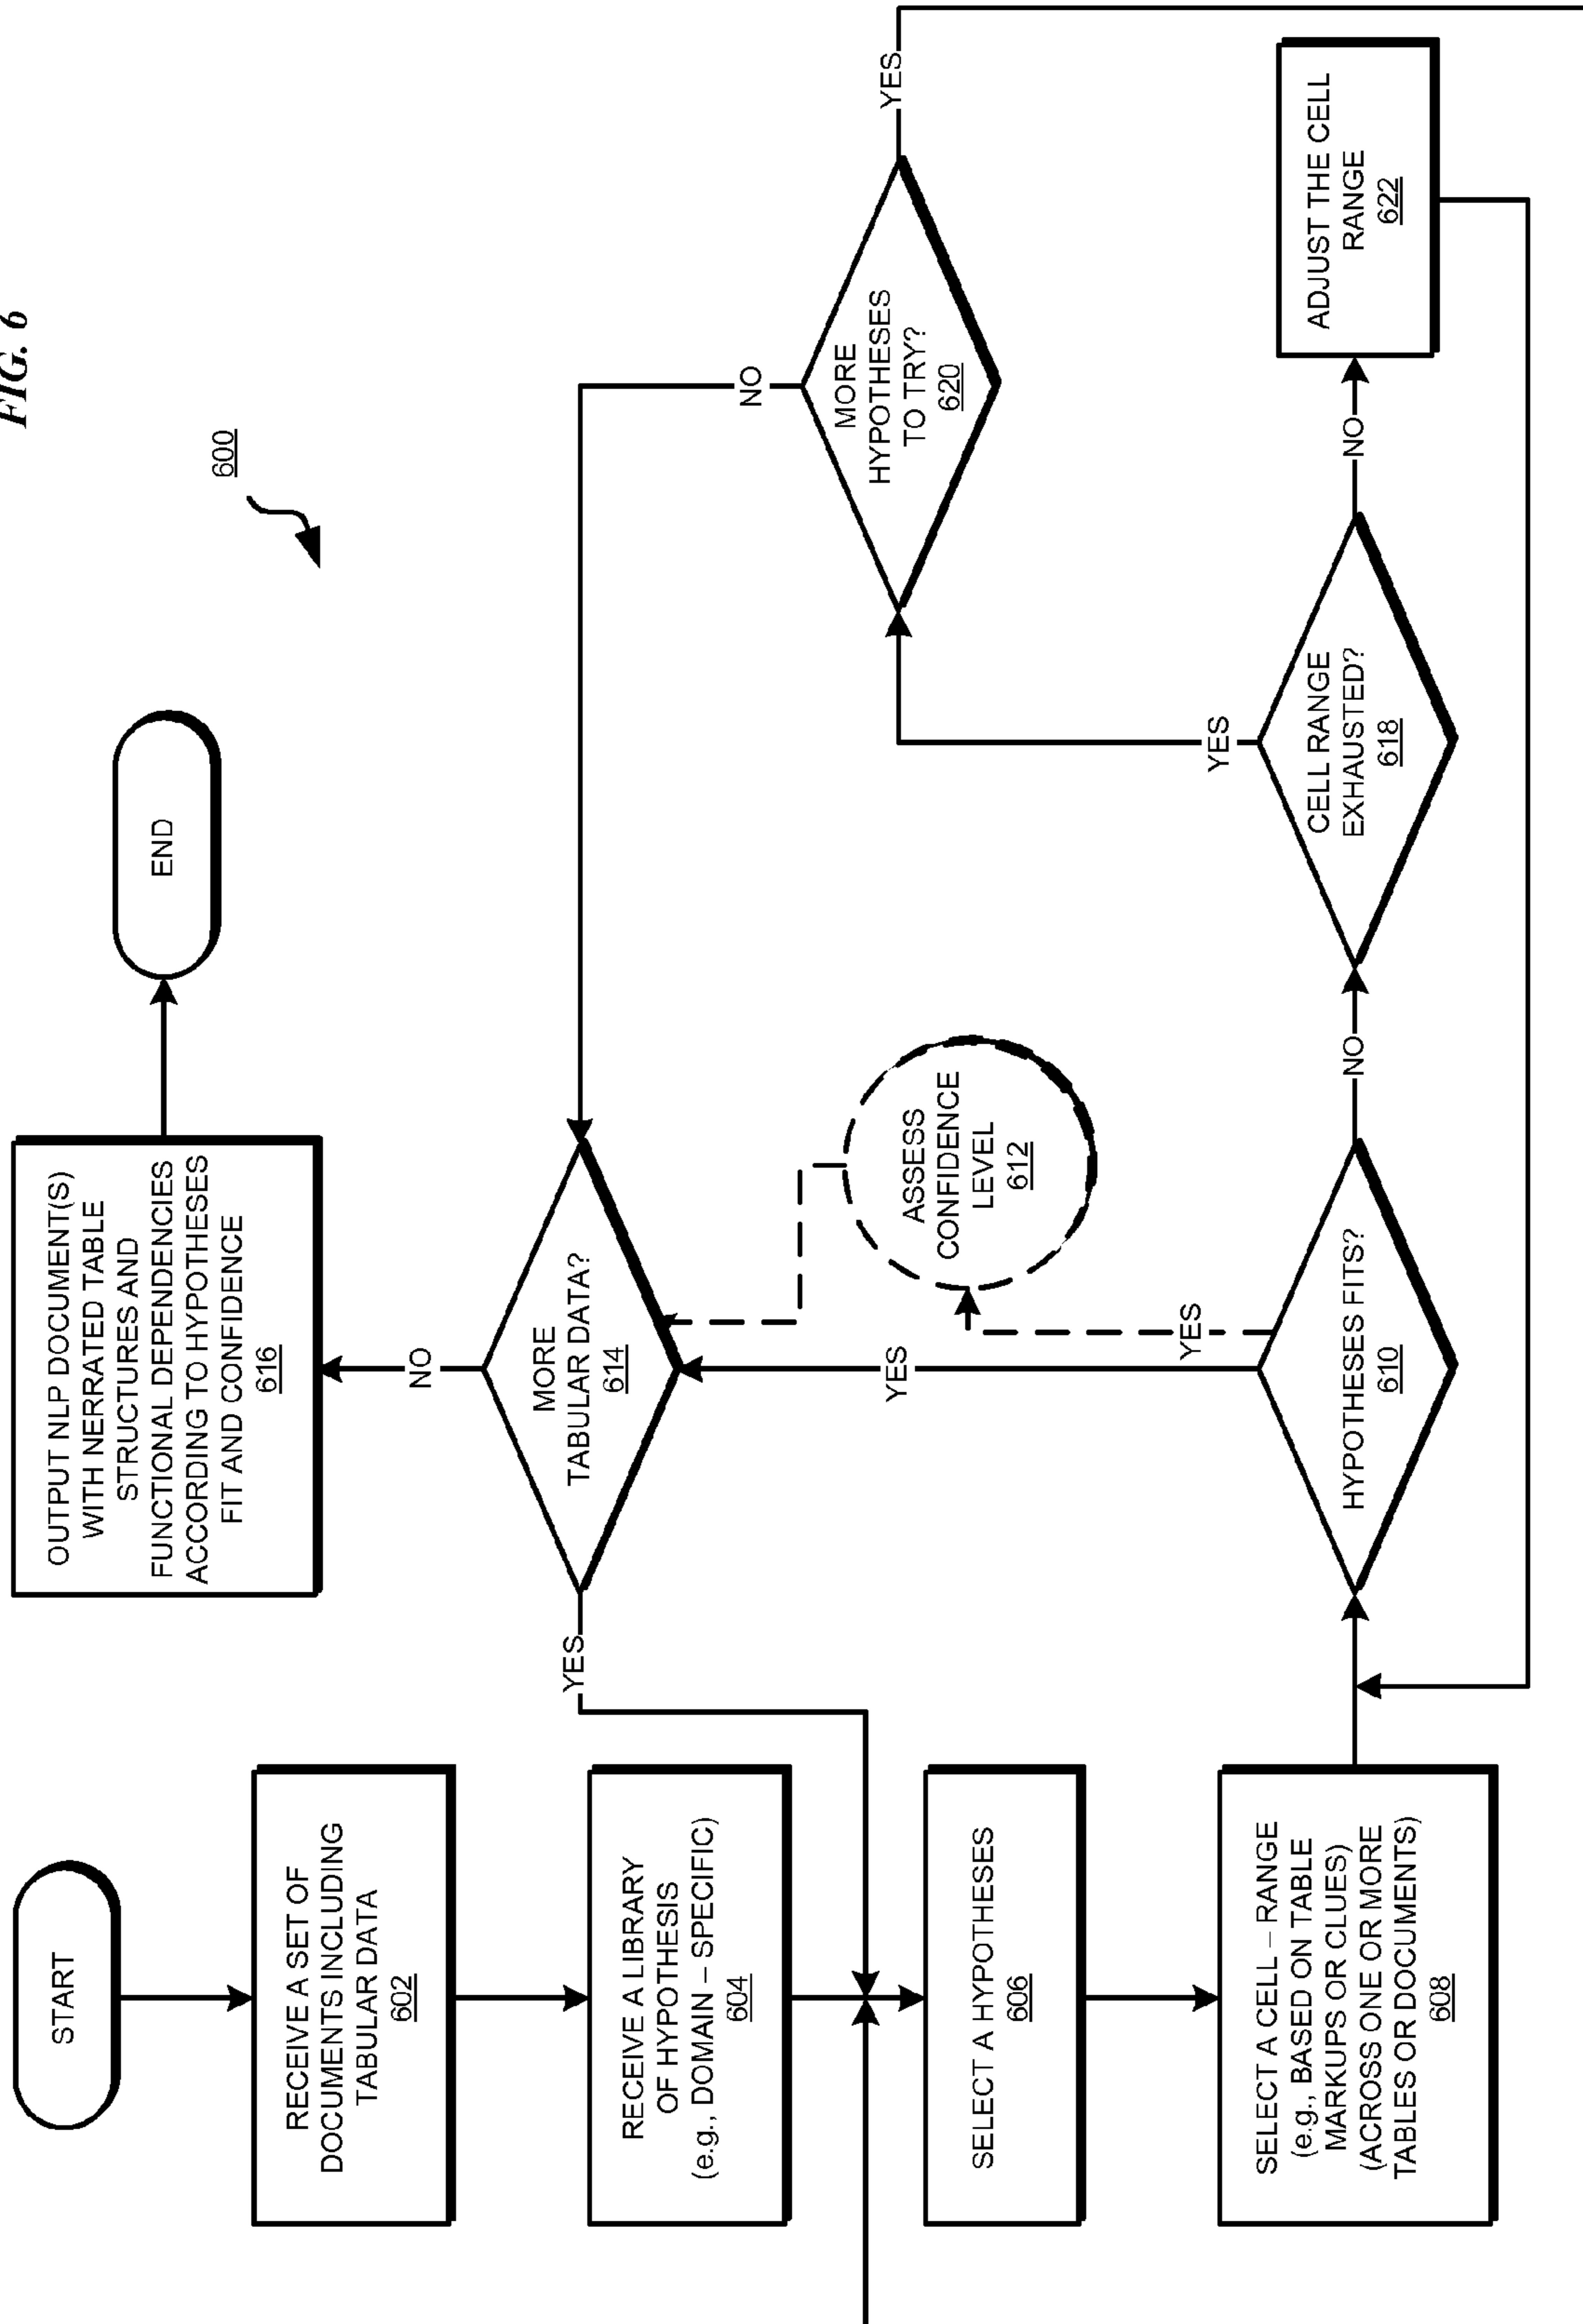 FIG. 6
600
START
RECEIVE A SET OF
DOCUMENTS INCLUDING
TABULAR DATA
602
RECEIVE A LIBRARY
OF HYPOTHESIS
(e.g., DOMAIN – SPECIFIC)
604
SELECT A HYPOTHESES
606
SELECT A CELL – RANGE
(e.g., BASED ON TABLE
MARKUPS OR CLUES)
(ACROSS ONE OR MORE
TABLES OR DOCUMENTS)
608
HYPOTHESES FITS?
610
YES
YES
NO
ASSESS
CONFIDENCE
LEVEL
612
MORE
TABULAR DATA?
614
YES
NO
OUTPUT NLP DOCUMENT(S)
WITH NERRATED TABLE
STRUCTURES AND
FUNCTIONAL DEPENDENCIES
ACCORDING TO HYPOTHESES
FIT AND CONFIDENCE
616
END
CELL RANGE
EXHAUSTED?
618
YES
NO
MORE
HYPOTHESES
TO TRY?
620
NO
YES
ADJUST THE CELL
RANGE
622